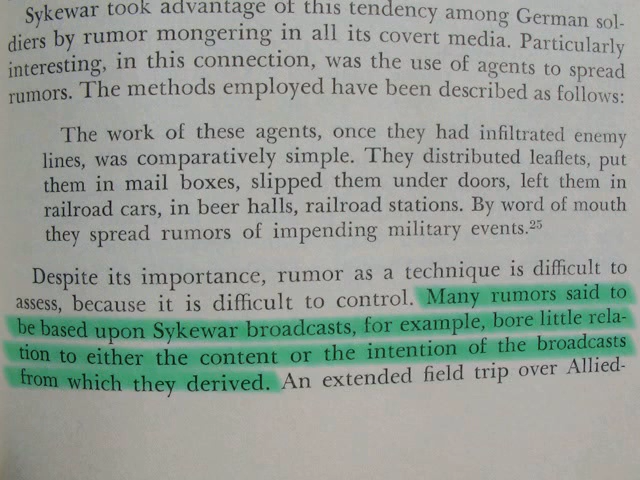 Sykewar took advantage of this tendency among German sol-
diers by rumor mongering in all its covert media. Particularly
interesting, in this connection, was the use of agents to spread
rumors. The methods employed have been described as follows:
The work of these agents, once they had infiltrated enemy
lines, was comparatively simple. They distributed leaflets, put
them in mail boxes, slipped them under doors, left them in
railroad cars, in beer halls, railroad stations. By word of mouth
they spread rumors of impending military events.25
Despite its importance, rumor as a technique is difficult to
assess, because it is difficult to control. Many rumors said to
be based upon Sykewar broadcasts, for example, bore little rela-
tion to either the content or the intention of the broadcasts
from which they derived. An extended field trip over Allied-